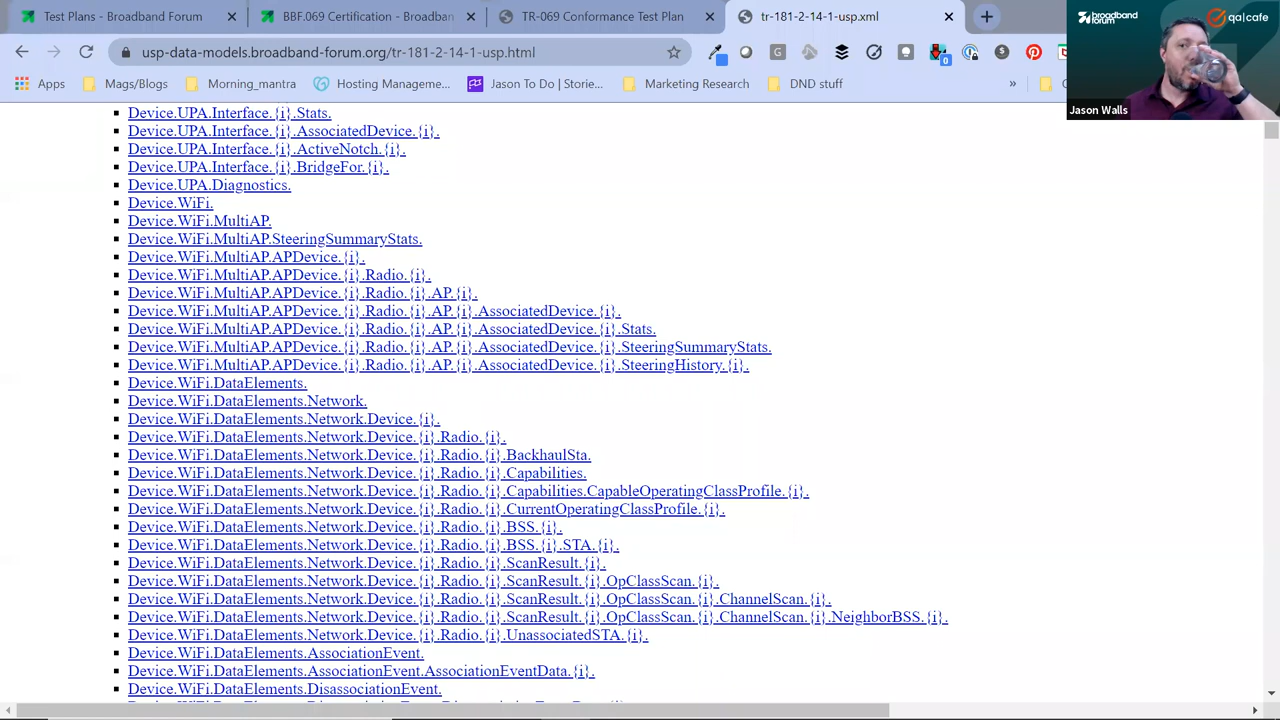 Test Plans - Broadband Forum
BBF.069 Certification - Broadban
TR-069 Conformance Test Plan
tr-181-2-14-1-usp.xml
usp-data-models.broadband-forum.org/tr-181-2-14-1-usp.html
Apps
Mags/Blogs
Morning_mantra
Hosting Management...
Jason To Do | Storie...
Marketing Research
DND stuff
»
broadband forum
qa|cafe
Jason Walls
Device.UPA.Interface.{i}.Stats.
Device.UPA.Interface.{i}.AssociatedDevice.{i}.
Device.UPA.Interface.{i}.ActiveNotch.{i}.
Device.UPA.Interface.{i}.BridgeFor.{i}.
Device.UPA.Diagnostics.
Device.WiFi.
Device.WiFi.MultiAP.
Device.WiFi.MultiAP.SteeringSummaryStats.
Device.WiFi.MultiAP.APDevice.{i}.
Device.WiFi.MultiAP.APDevice.{i}.Radio.{i}.
Device.WiFi.MultiAP.APDevice.{i}.Radio.{i}.AP.{i}.
Device.WiFi.MultiAP.APDevice.{i}.Radio.{i}.AP.{i}.AssociatedDevice.{i}.
Device.WiFi.MultiAP.APDevice.{i}.Radio.{i}.AP.{i}.AssociatedDevice.{i}.Stats.
Device.WiFi.MultiAP.APDevice.{i}.Radio.{i}.AP.{i}.AssociatedDevice.{i}.SteeringSummaryStats.
Device.WiFi.MultiAP.APDevice.{i}.Radio.{i}.AP.{i}.AssociatedDevice.{i}.SteeringHistory.{i}.
Device.WiFi.DataElements.
Device.WiFi.DataElements.Network.
Device.WiFi.DataElements.Network.Device.{i}.
Device.WiFi.DataElements.Network.Device.{i}.Radio.{i}.
Device.WiFi.DataElements.Network.Device.{i}.Radio.{i}.BackhaulSta.
Device.WiFi.DataElements.Network.Device.{i}.Radio.{i}.Capabilities.
Device.WiFi.DataElements.Network.Device.{i}.Radio.{i}.Capabilities.CapableOperatingClassProfile.{i}.
Device.WiFi.DataElements.Network.Device.{i}.Radio.{i}.CurrentOperatingClassProfile.{i}.
Device.WiFi.DataElements.Network.Device.{i}.Radio.{i}.BSS.{i}.
Device.WiFi.DataElements.Network.Device.{i}.Radio.{i}.BSS.{i}.STA.{i}.
Device.WiFi.DataElements.Network.Device.{i}.Radio.{i}.ScanResult.{i}.
Device.WiFi.DataElements.Network.Device.{i}.Radio.{i}.ScanResult.{i}.OpClassScan.{i}.
Device.WiFi.DataElements.Network.Device.{i}.Radio.{i}.ScanResult.{i}.OpClassScan.{i}.ChannelScan.{i}.
Device.WiFi.DataElements.Network.Device.{i}.Radio.{i}.ScanResult.{i}.OpClassScan.{i}.ChannelScan.{i}.NeighborBSS.{i}.
Device.WiFi.DataElements.Network.Device.{i}.Radio.{i}.UnassociatedSTA.{i}.
Device.WiFi.DataElements.AssociationEvent.
Device.WiFi.DataElements.AssociationEvent.AssociationEventData.{i}.
Device.WiFi.DataElements.DisassociationEvent.